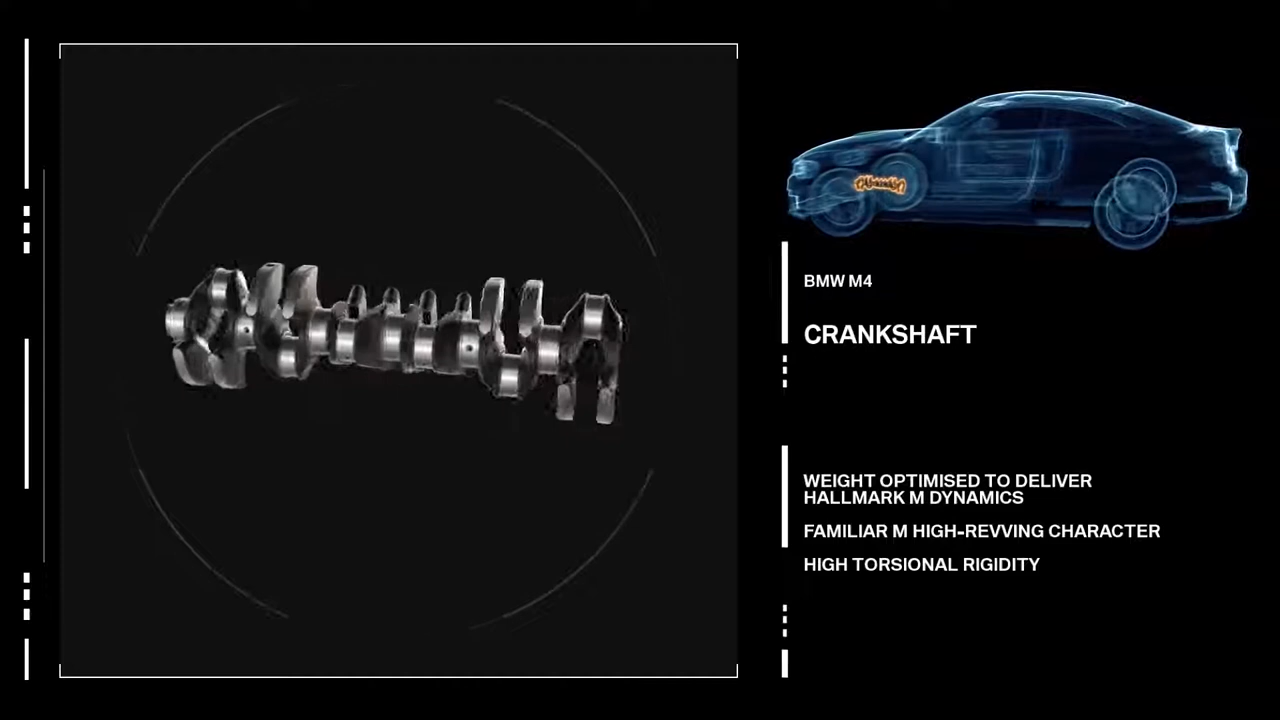 BMW M4
CRANKSHAFT
WEIGHT OPTIMISED TO DELIVER
HALLMARK M DYNAMICS
FAMILIAR M HIGH-REVVING CHARACTER
HIGH TORSIONAL RIGIDITY